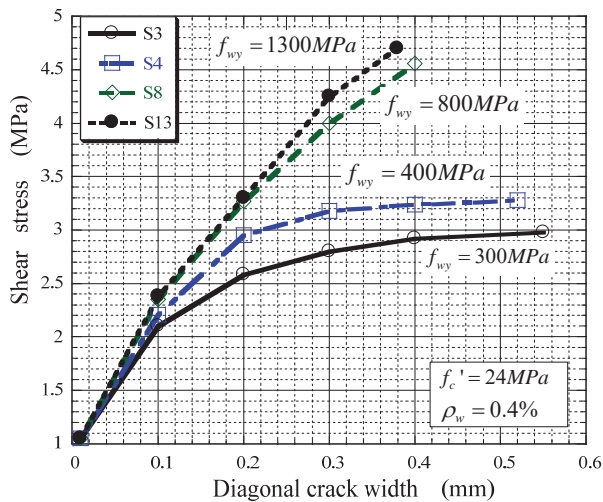 5
4.5
4
3.5
3
2.5
2
1.5
1
Shear stress (MPa)
S3
S4
S8
S13
f_wy = 1300MPa
f_wy = 800MPa
f_wy = 400MPa
f_wy = 300MPa
f_c' = 24MPa
ρ_w = 0.4%
0 0.1 0.2 0.3 0.4 0.5 0.6
Diagonal crack width (mm)